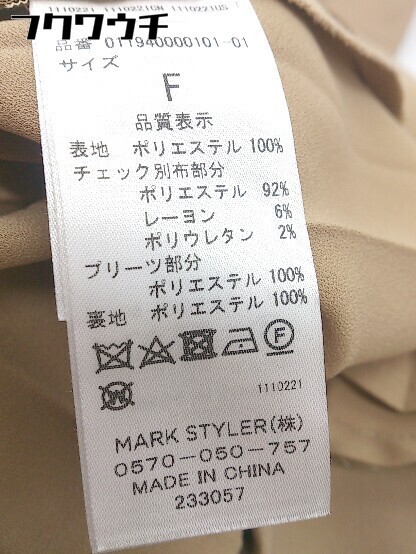 フクワウチ
1110221 1110221CN 1110221US
品番 011940000101-01
サイズ
F
品質表示
表地 ポリエステル 100%
チェック別布部分
ポリエステル 92%
レーヨン 6%
ポリウレタン 2%
プリーツ部分
ポリエステル 100%
裏地 ポリエステル 100%
F
W
1110221
MARK STYLER(株)
0570-050-757
MADE IN CHINA
233057